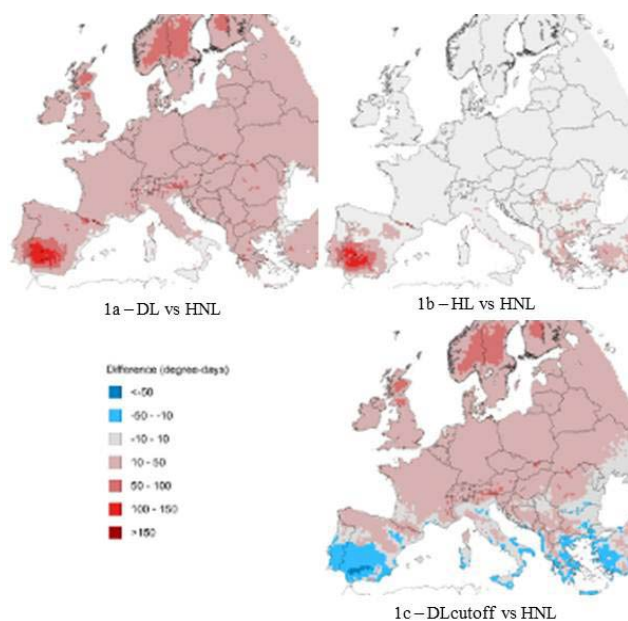 1a – DL vs HNL
1b – HL vs HNL
Difference (degree-days)
<-50
-50 - -10
-10 - 10
10 - 50
50 - 100
100 - 150
>150
1c – DLcutoff vs HNL